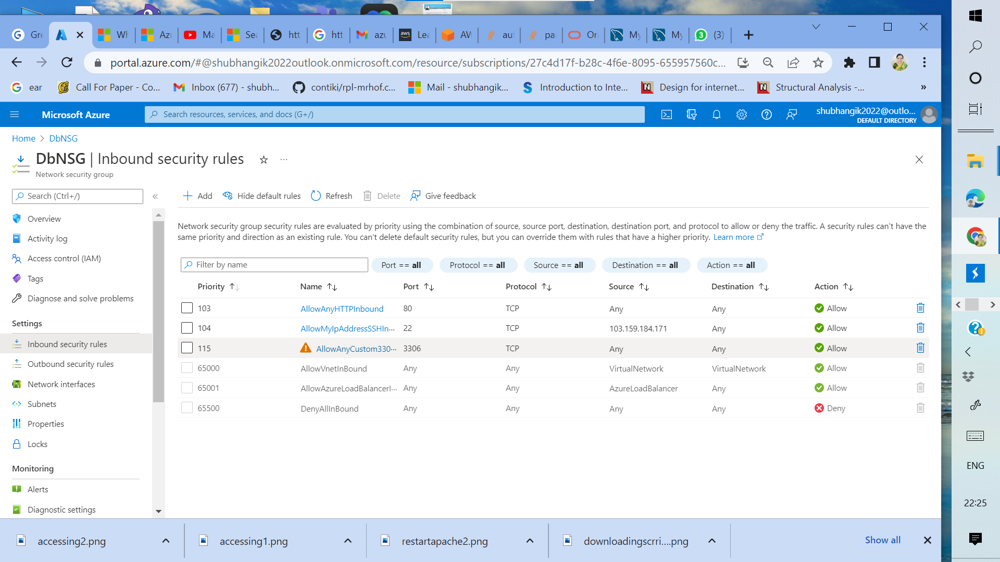 Gre
Wh
Azu
Ma
Sea
htt
htt
azu
aws
Lea
AW
aut
pa
Or
My
My
3
(3)
portal.azure.com/#@shubhangik2022outlook.onmicrosoft.com/resource/subscriptions/27c4d17f-b28c-4f6e-8095-655957560c...
ear
Call For Paper - Co...
Inbox (677) - shubh...
contiki/rpl-mrhof.c...
Mail - shubhangik...
Introduction to Inte...
Design for internet...
Structural Analysis -...
»
Microsoft Azure
Search resources, services, and docs (G+/)
shubhangik2022@outlo...
DEFAULT DIRECTORY
Home > DbNSG
DbNSG | Inbound security rules
...
Network security group
Search (Ctrl+/)
«
Overview
Activity log
Access control (IAM)
Tags
Diagnose and solve problems
Settings
Inbound security rules
Outbound security rules
Network interfaces
Subnets
Properties
Locks
Monitoring
Alerts
Diagnostic settings
Add
Hide default rules
Refresh
Delete
Give feedback
Network security group security rules are evaluated by priority using the combination of source, source port, destination, destination port, and protocol to allow or deny the traffic. A security rules can't have the
same priority and direction as an existing rule. You can't delete default security rules, but you can override them with rules that have a higher priority. Learn more
Filter by name
Port == all
Protocol == all
Source == all
Destination == all
Action == all
Priority ↑↓ Name ↑↓ Port ↑↓ Protocol ↑↓ Source ↑↓ Destination ↑↓ Action ↑↓
103 AllowAnyHTTPInbound 80 TCP Any Any Allow
104 AllowMyIpAddressSSHIn··· 22 TCP 103.159.184.171 Any Allow
115 AllowAnyCustom330··· 3306 TCP Any Any Allow
65000 AllowVnetInBound Any Any VirtualNetwork VirtualNetwork Allow
65001 AllowAzureLoadBalancerI··· Any Any AzureLoadBalancer Any Allow
65500 DenyAllInBound Any Any Any Any Deny
accessing2.png
accessing1.png
restartapache2.png
downloadingscrri....png
Show all
ENG
22:25